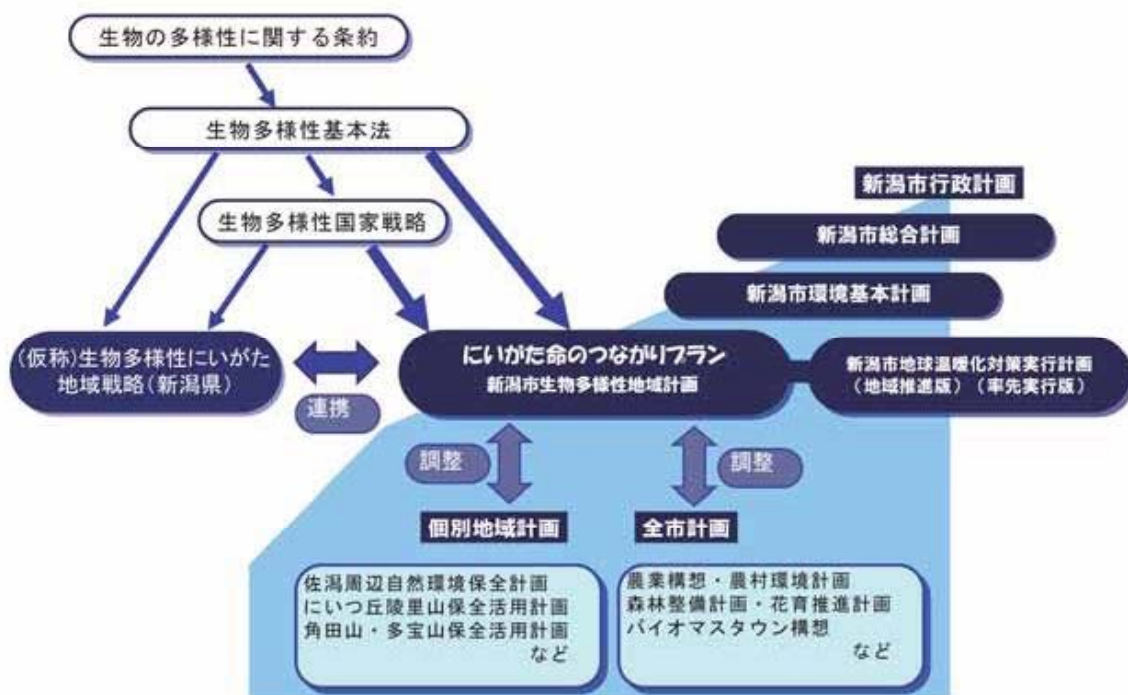 生物の多様性に関する条約
生物多様性基本法
生物多様性国家戦略
新潟市行政計画
新潟市総合計画
新潟市環境基本計画
(仮称)生物多様性にいがた
地域戦略(新潟県)
連携
にいがた命のつながりプラン
新潟市生物多様性地域計画
新潟市地球温暖化対策実行計画
(地域推進版)(率先実行版)
調整
調整
個別地域計画
佐潟周辺自然環境保全計画
にいつ丘陵里山保全活用計画
角田山・多宝山保全活用計画
など
全市計画
農業構想・農村環境計画
森林整備計画・花育推進計画
バイオマスタウン構想
など